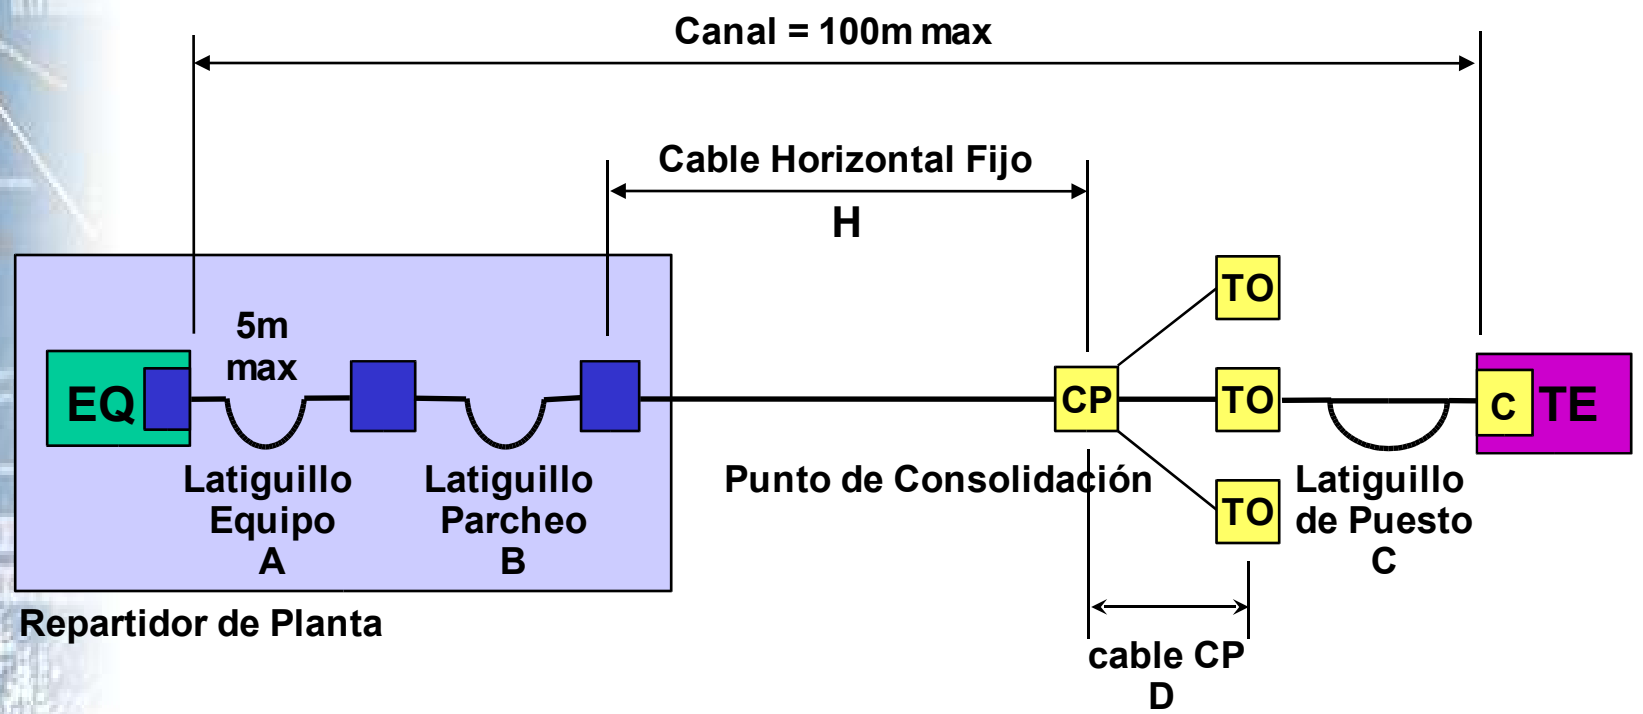 Canal = 100m max
Cable Horizontal Fijo
H
5m
max
EQ
CP
TO
TO
TO
C
TE
Latiguillo
Equipo
A
Latiguillo
Parcheo
B
Punto de Consolidación
Latiguillo
de Puesto
C
Repartidor de Planta
cable CP
D